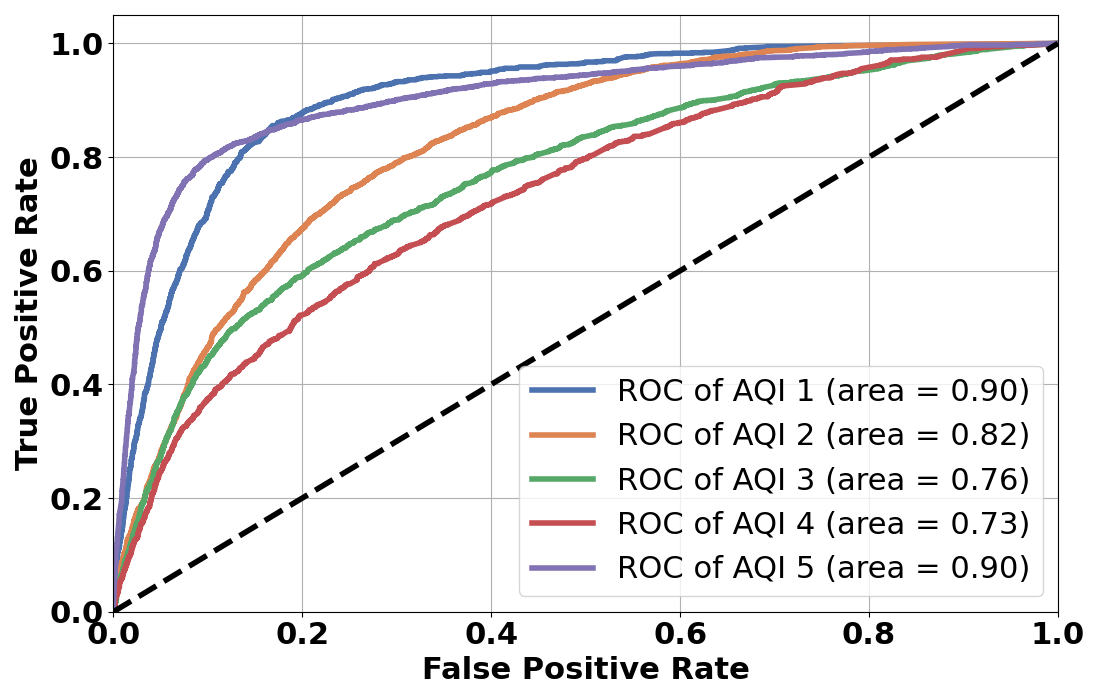 1.0
0.8
0.6
0.4
0.2
0.0
True Positive Rate
ROC of AQI 1 (area = 0.90)
ROC of AQI 2 (area = 0.82)
ROC of AQI 3 (area = 0.76)
ROC of AQI 4 (area = 0.73)
ROC of AQI 5 (area = 0.90)
0.0 0.2 0.4 0.6 0.8 1.0
False Positive Rate